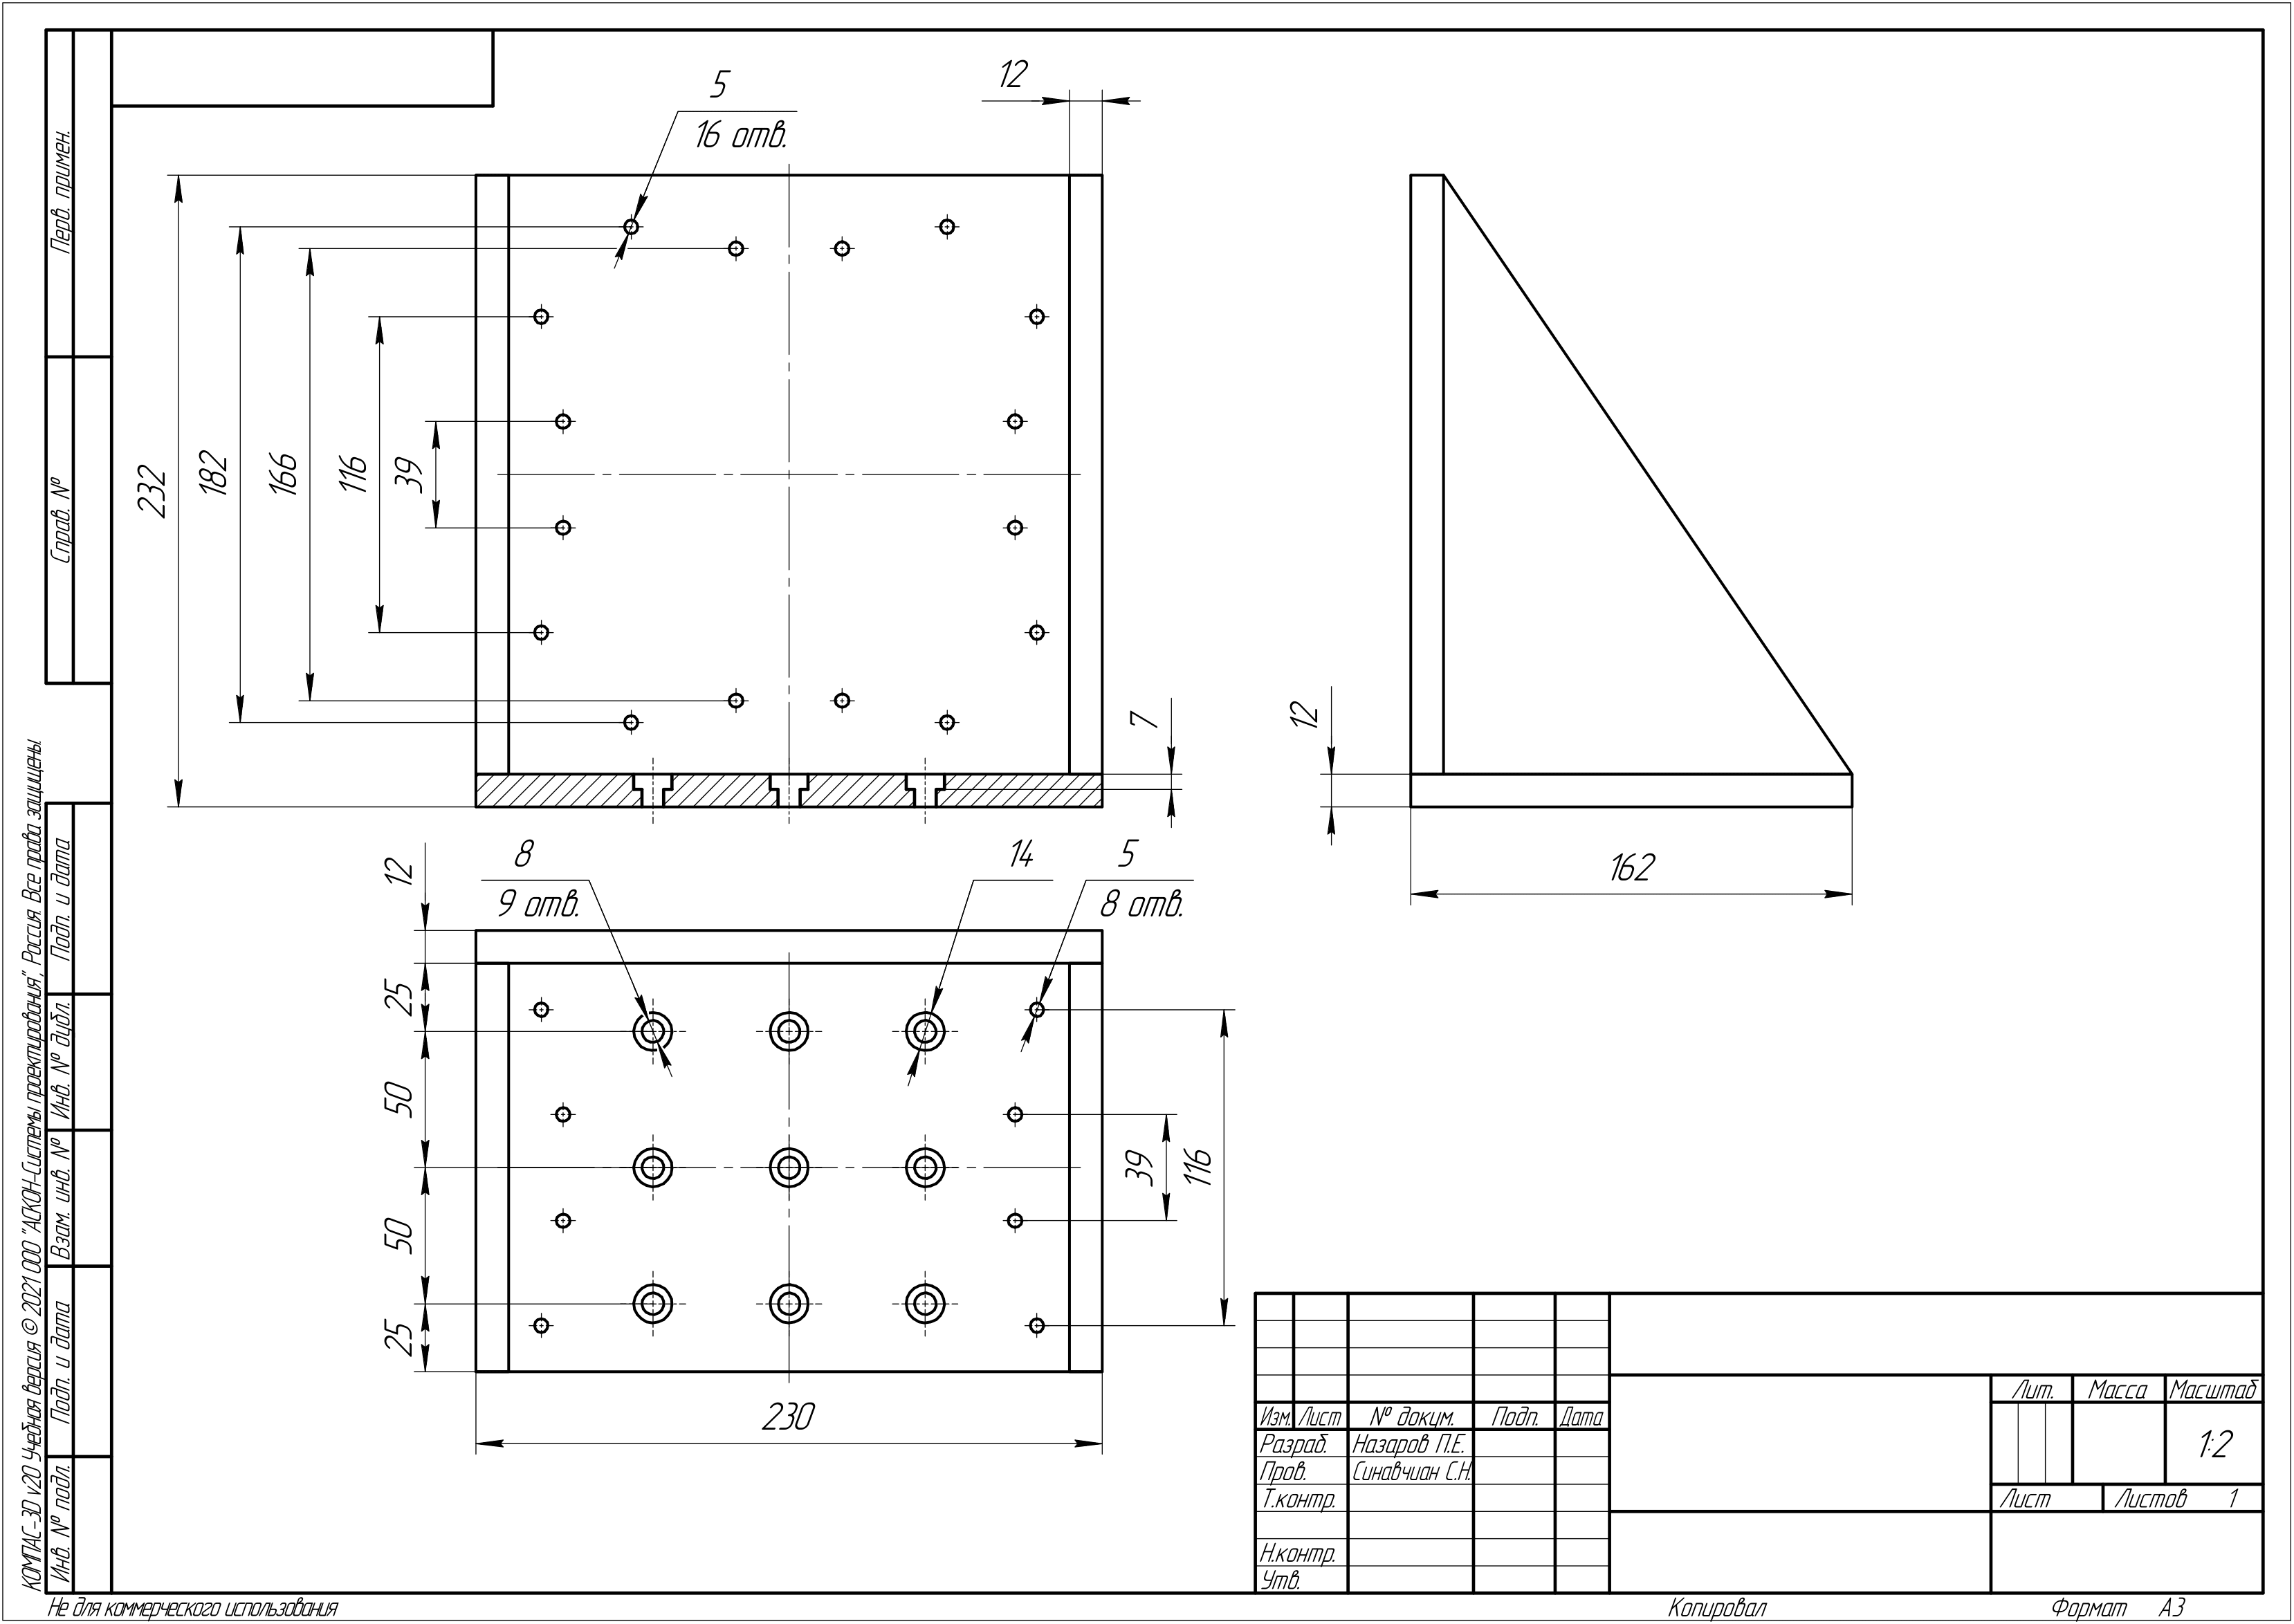 5
16 отв.
12
232
182
166
116
39
7
12
162
12
8
9 отв.
14
5
8 отв.
25
50
50
25
39
116
230
Перв. примен.
Справ. №
Подп. и дата
Инв. № дубл.
Взам. инв. №
Подп. и дата
Инв. № подл.
КОМПАС-3D v20 Учебная версия © 2021 ООО "АСКОН-Системы проектирования", Россия. Все права защищены.
Лит. Масса Масштаб
Изм. Лист № докум. Подп. Дата
Разраб. Назаров П.Е.
1:2
Пров. Синавчиан С.Н.
Т.контр.
Лист Листов 1
Н.контр.
Утв.
Не для коммерческого использования
Копировал
Формат А3